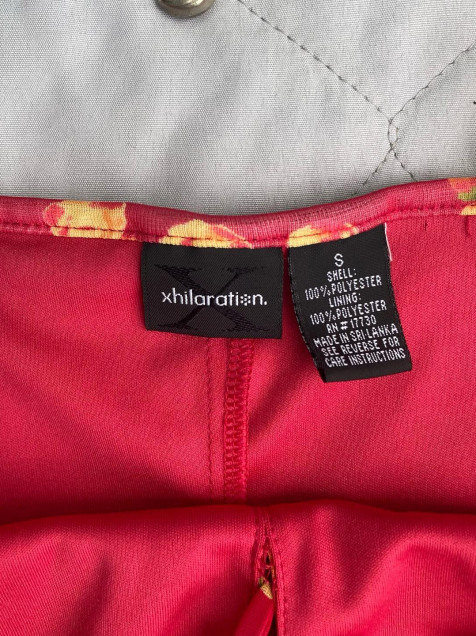 xhilaration.
S
SHELL:
100% POLYESTER
LINING:
100% POLYESTER
RN # 17730
MADE IN SRI LANKA
SEE REVERSE FOR
CARE INSTRUCTIONS